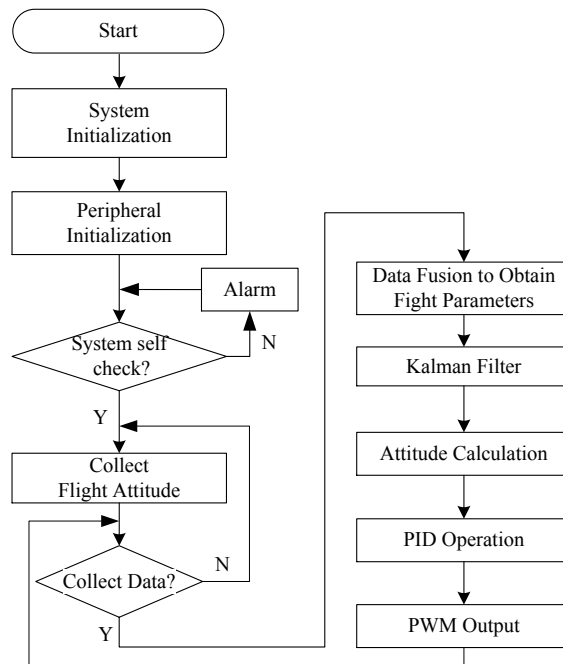 Start
System
Initialization
Peripheral
Initialization
Alarm
System self
check?
N
Y
Collect
Flight Attitude
Collect Data?
N
Y
Data Fusion to Obtain
Fight Parameters
Kalman Filter
Attitude Calculation
PID Operation
PWM Output